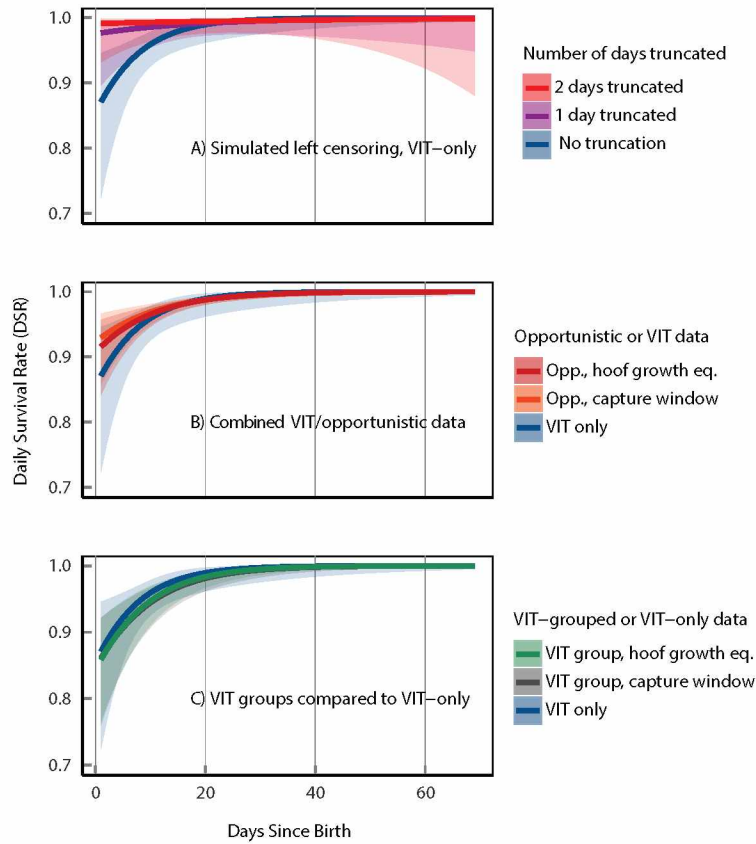 1.0
0.9
0.8
0.7
A) Simulated left censoring, VIT–only
Number of days truncated
2 days truncated
1 day truncated
No truncation
Daily Survival Rate (DSR)
1.0
0.9
0.8
0.7
B) Combined VIT/opportunistic data
Opportunistic or VIT data
Opp., hoof growth eq.
Opp., capture window
VIT only
1.0
0.9
0.8
0.7
C) VIT groups compared to VIT–only
VIT–grouped or VIT–only data
VIT group, hoof growth eq.
VIT group, capture window
VIT only
0 20 40 60
Days Since Birth